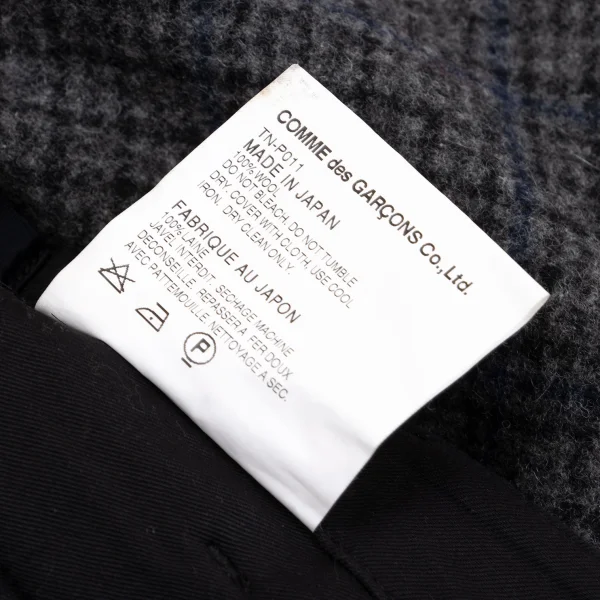 COMME des GARÇONS Co., Ltd.
TN-P011
MADE IN JAPAN
100% WOOL
DO NOT BLEACH. DO NOT TUMBLE
DRY. COVER WITH CLOTH. USE COOL
IRON. DRY CLEAN ONLY.
FABRIQUE AU JAPON
100% LAINE
JAVEL INTERDIT. SECHAGE MACHINE
DECONSEILLE. REPASSER A FER DOUX
AVEC PATTEMOUILLE. NETTOYAGE A SEC.
P